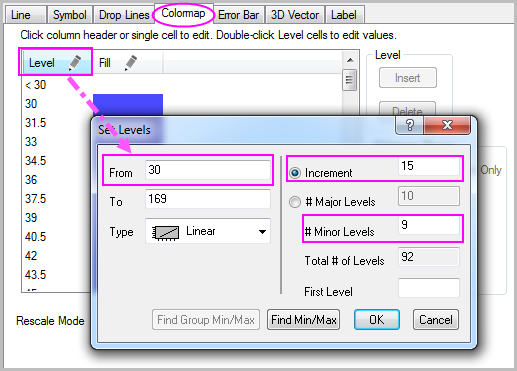 Line Symbol Drop Lines Colormap Error Bar 3D Vector Label
Click column header or single cell to edit. Double-click Level cells to edit values.
Level Fill
< 30
30
31.5
33
34.5
36
37.5
39
40.5
42
43.5
45
Level
Insert
Delete
Only
Set Levels
From 30
To 169
Type Linear
Increment 15
# Major Levels 10
# Minor Levels 9
Total # of Levels 92
First Level
Find Group Min/Max Find Min/Max OK Cancel
Rescale Mode